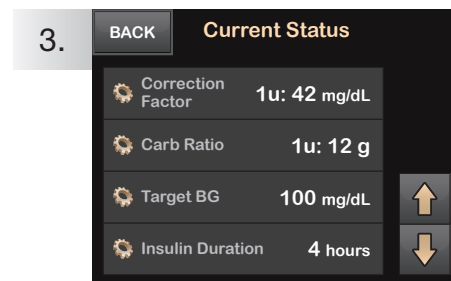 3.
BACK Current Status
Correction
Factor 1u: 42 mg/dL
Carb Ratio 1u: 12 g
Target BG 100 mg/dL
Insulin Duration 4 hours